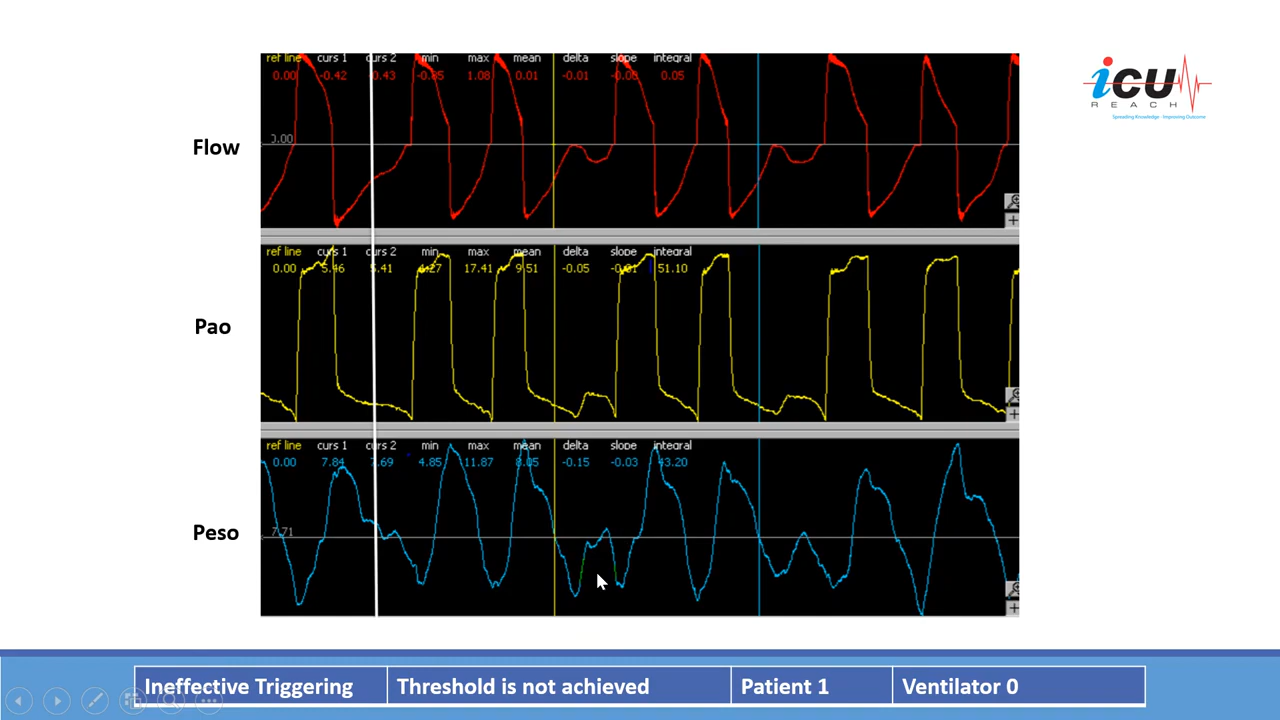 iCU
REACH
Spreading Knowledge - Improving Outcome
Flow
ref line curs 1 curs 2 min max mean delta slope integral
0.00 -0.42 -0.43 -0.85 1.08 0.01 -0.01 -0.00 0.05
0.00
Pao
ref line curs 1 curs 2 min max mean delta slope integral
0.00 5.46 5.41 4.27 17.41 9.51 -0.05 -0.01 51.10
Peso
ref line curs 1 curs 2 min max mean delta slope integral
0.00 7.84 7.69 4.85 11.87 8.05 -0.15 -0.03 43.20
7.71
Ineffective Triggering Threshold is not achieved Patient 1 Ventilator 0